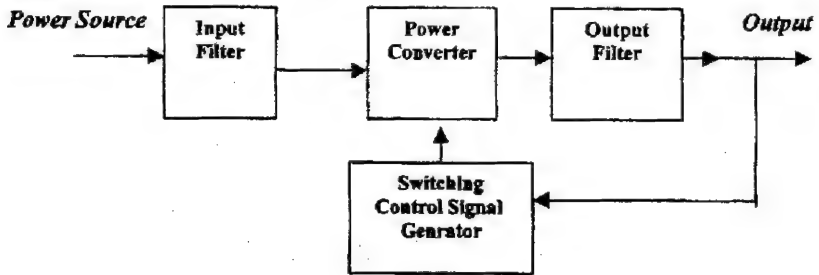 Power Source
Input
Filter
Power
Converter
Output
Filter
Output
Switching
Control Signal
Genrator